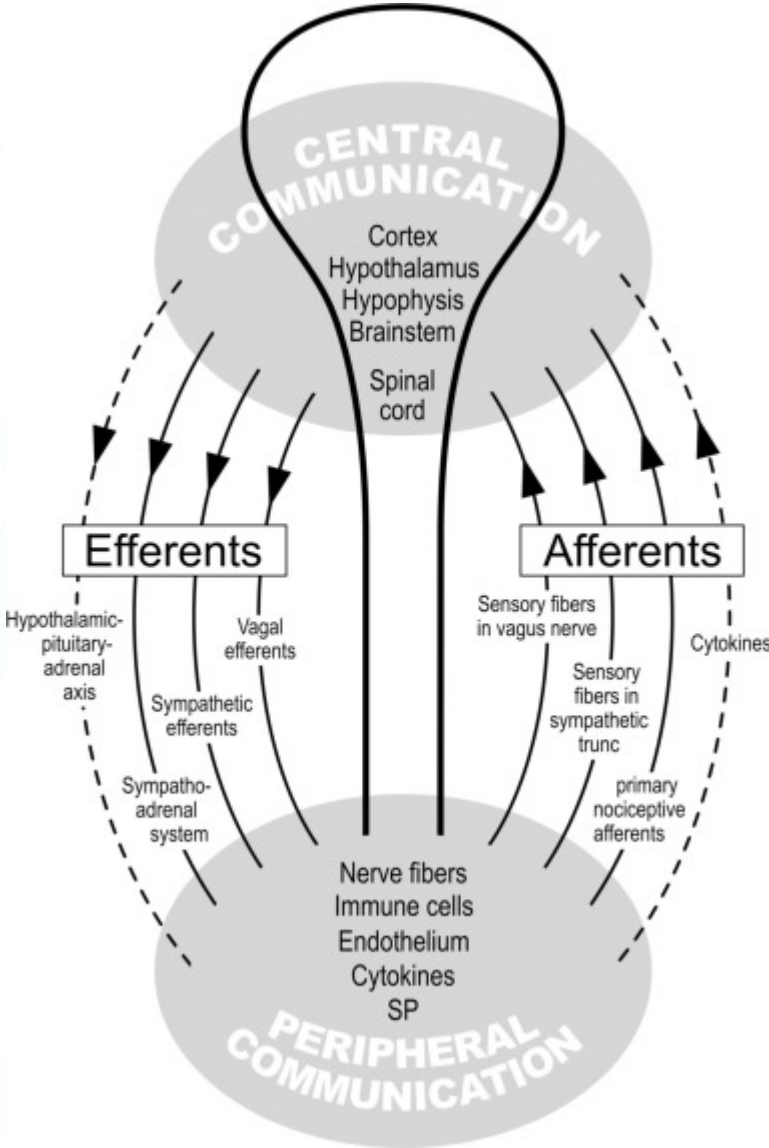 CENTRAL
COMMUNICATION
Cortex
Hypothalamus
Hypophysis
Brainstem
Spinal
cord
Efferents
Afferents
Hypothalamic-
pituitary-
adrenal
axis
Vagal
efferents
Sympathetic
efferents
Sympatho-
adrenal
system
Sensory fibers
in vagus nerve
Sensory
fibers in
sympathetic
trunc
primary
nociceptive
afferents
Cytokines
Nerve fibers
Immune cells
Endothelium
Cytokines
SP
PERIPHERAL
COMMUNICATION